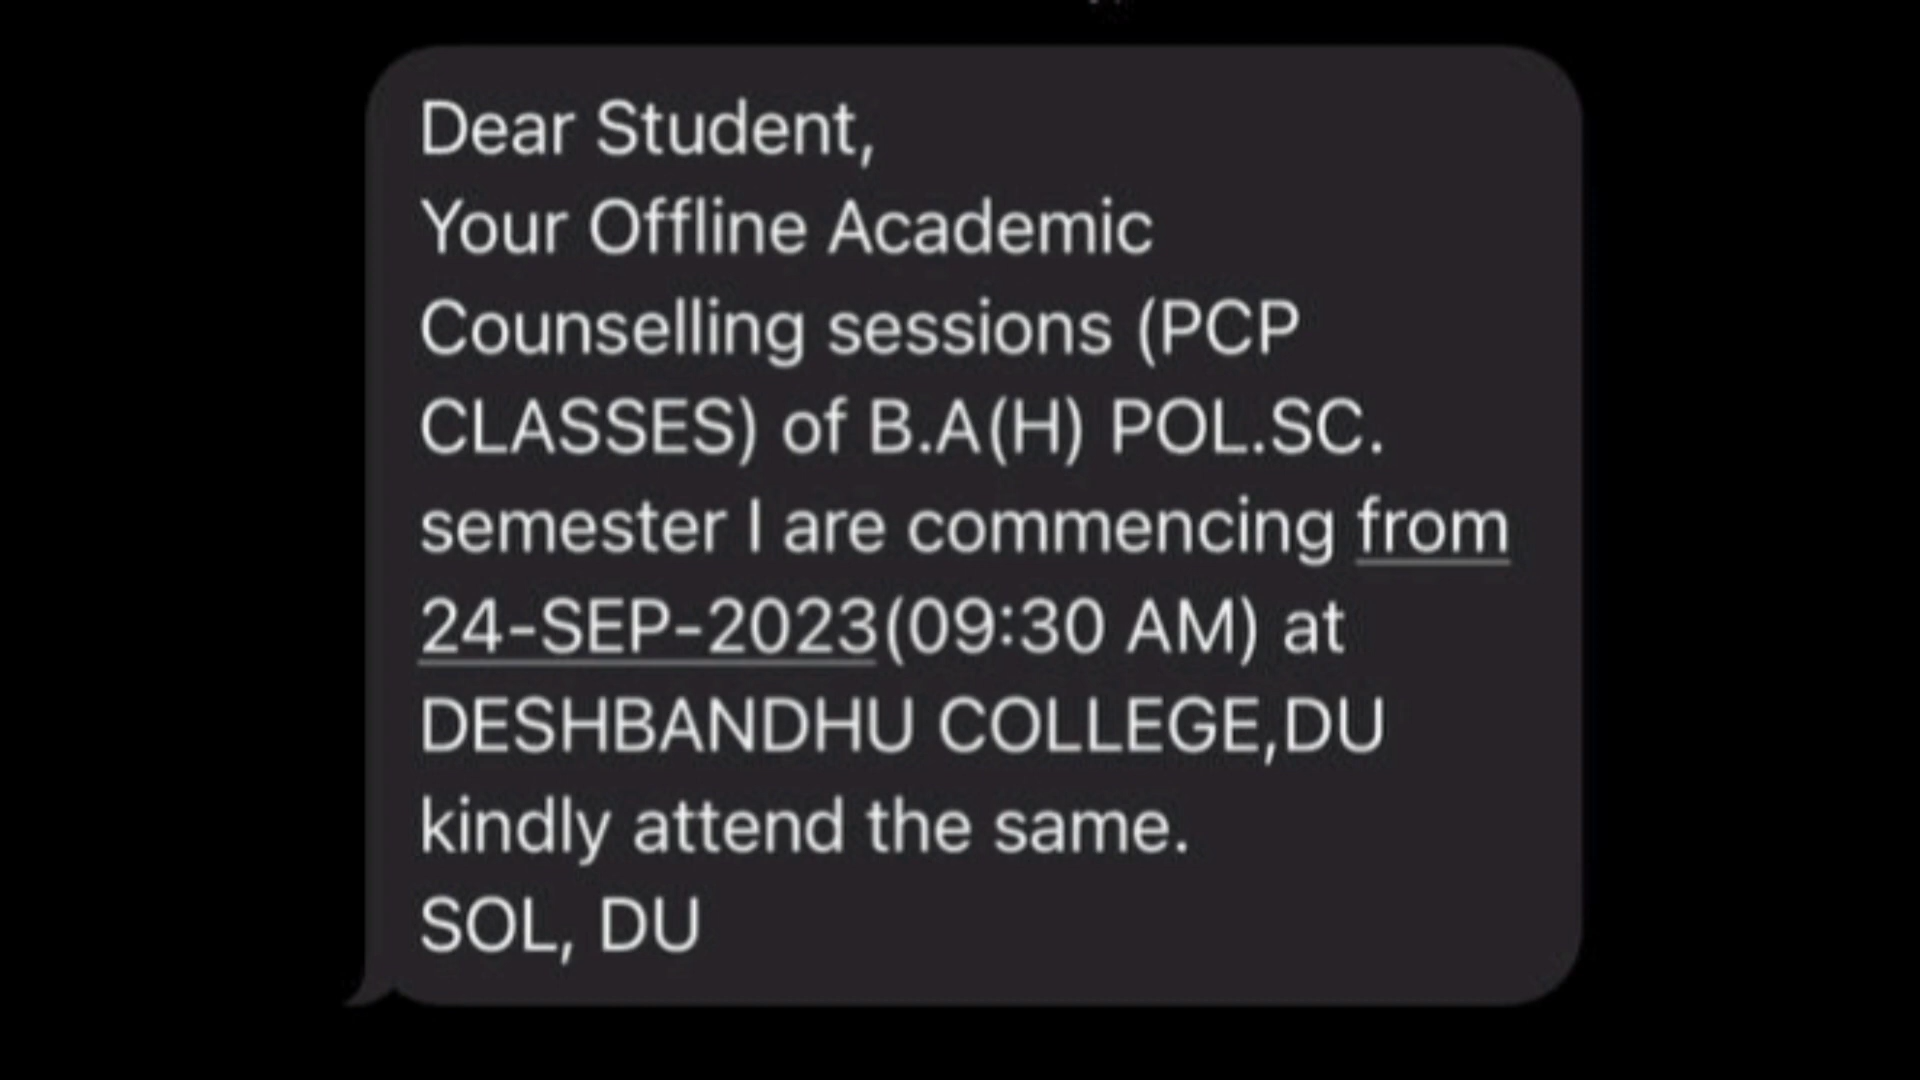 Dear Student,
Your Offline Academic
Counselling sessions (PCP
CLASSES) of B.A(H) POL.SC.
semester I are commencing from
24-SEP-2023(09:30 AM) at
DESHBANDHU COLLEGE,DU
kindly attend the same.
SOL, DU